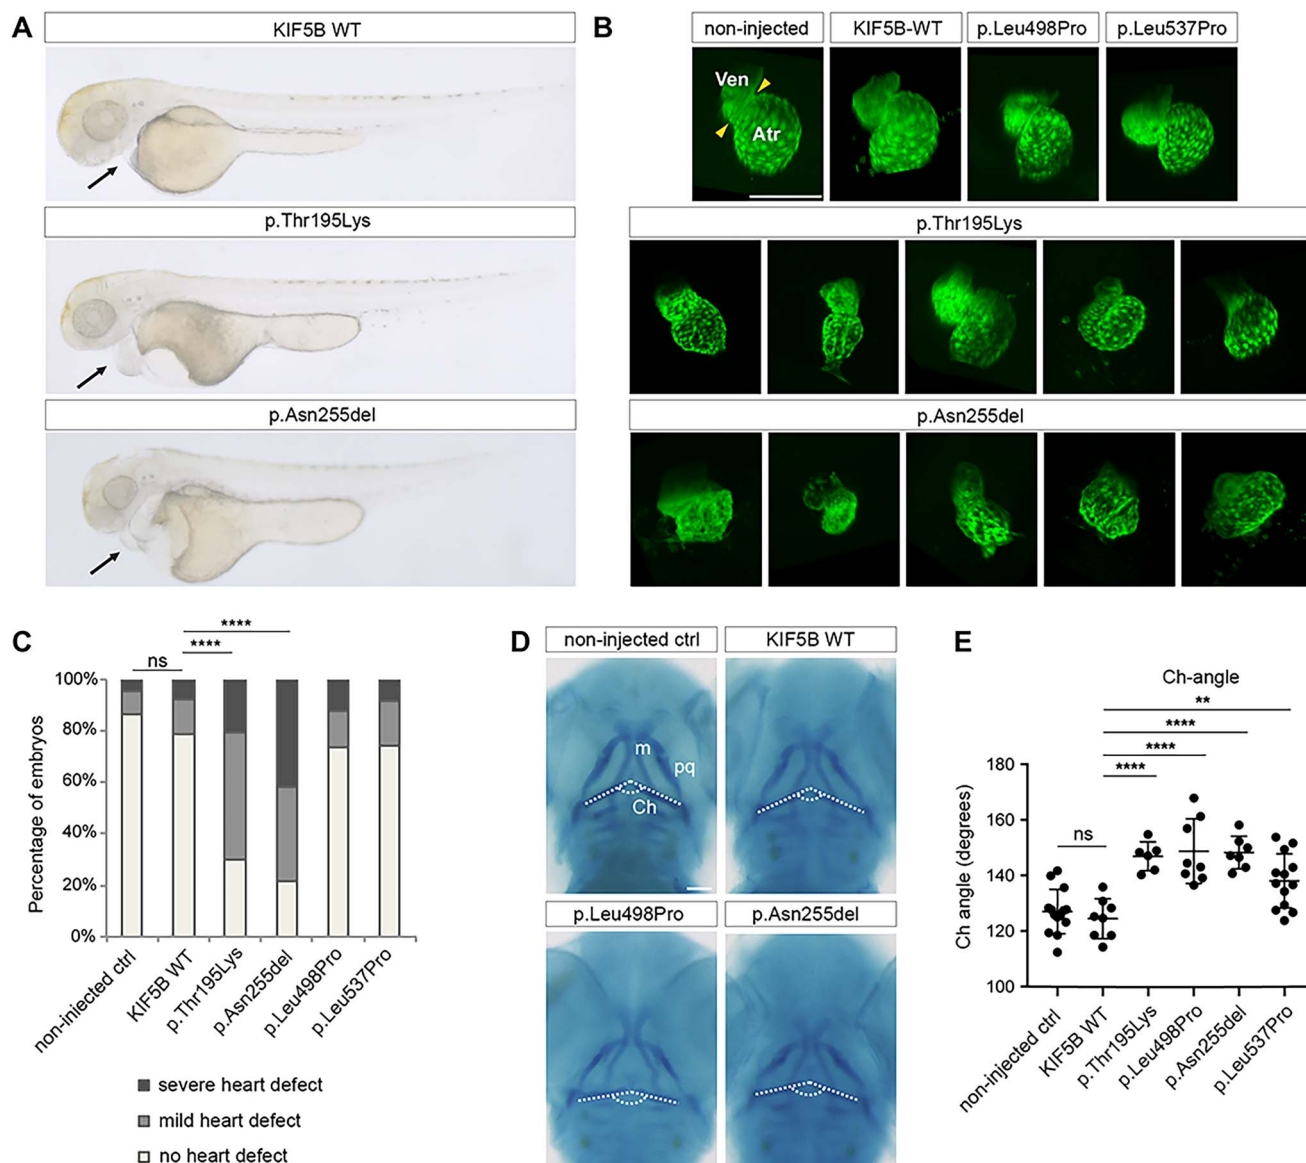 A
KIF5B WT
p.Thr195Lys
p.Asn255del
B
non-injected
KIF5B-WT
p.Leu498Pro
p.Leu537Pro
Ven
Atr
p.Thr195Lys
p.Asn255del
C
****
****
ns
100%
80%
60%
40%
20%
0%
Percentage of embryos
non-injected ctrl
KIF5B WT
p.Thr195Lys
p.Asn255del
p.Leu498Pro
p.Leu537Pro
severe heart defect
mild heart defect
no heart defect
D
non-injected ctrl
KIF5B WT
m
pq
Ch
p.Leu498Pro
p.Asn255del
E
Ch-angle
**
****
****
****
ns
180
160
140
120
100
Ch angle (degrees)
non-injected ctrl
KIF5B WT
p.Thr195Lys
p.Leu498Pro
p.Asn255del
p.Leu537Pro